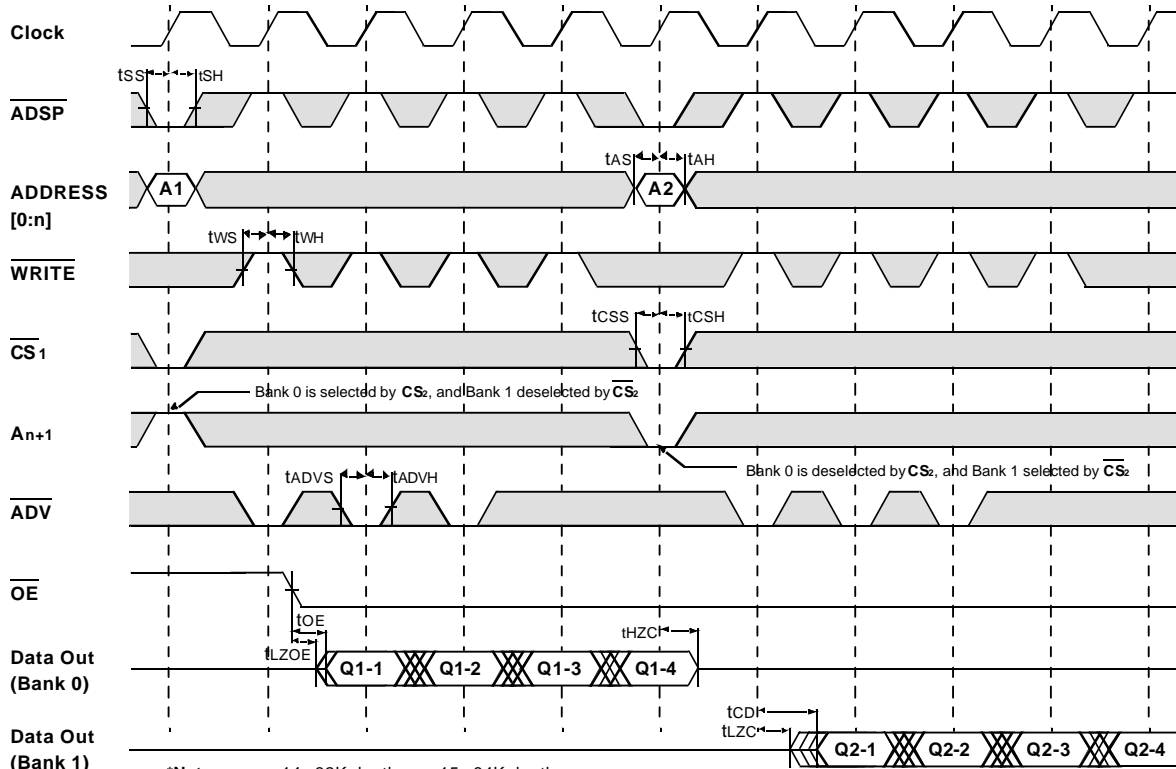 Clock
tSS tSH
ADSP
tAS tAH
ADDRESS
[0:n]
A1 A2
tWS tWH
WRITE
tCSS tCSH
CS1
Bank 0 is selected by CS2, and Bank 1 deselected by CS2
An+1
Bank 0 is deselected by CS2, and Bank 1 selected by CS2
tADVS tADVH
ADV
OE
tOE
tHZC
tLZOE
Data Out
(Bank 0)
Q1-1 Q1-2 Q1-3 Q1-4
tCD
tLZC
Data Out
(Bank 1)
Q2-1 Q2-2 Q2-3 Q2-4